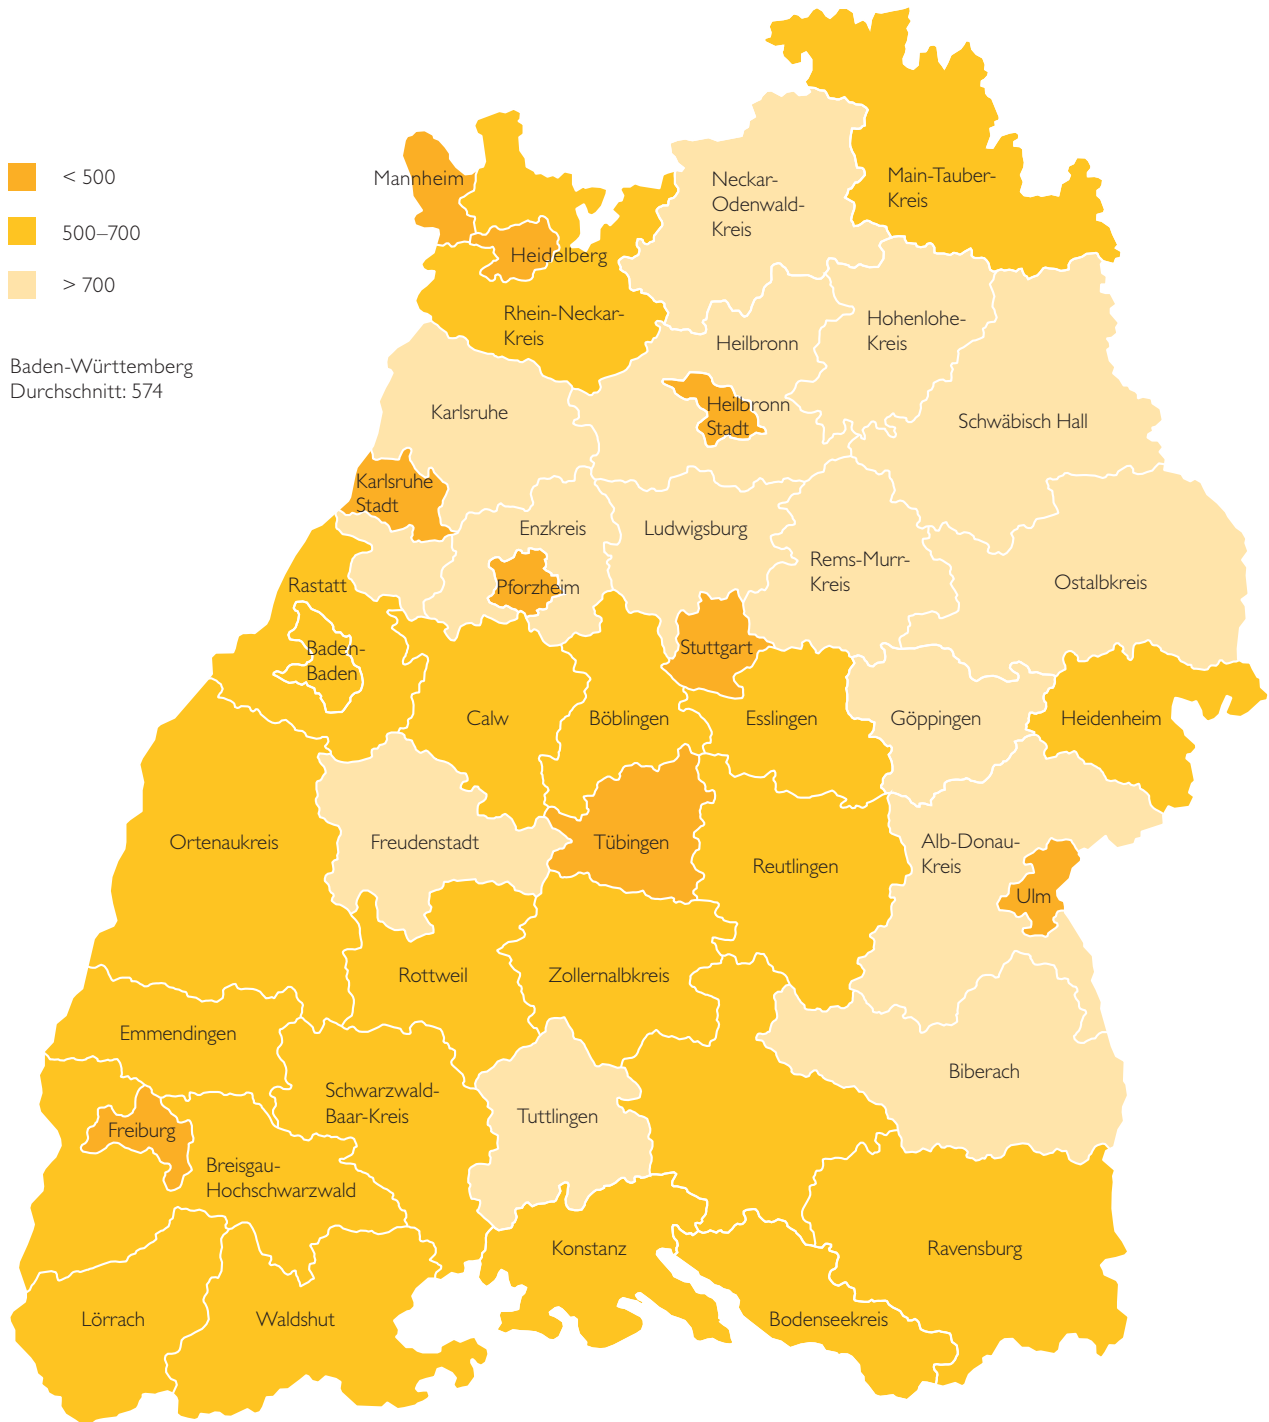 < 500
500–700
> 700
Baden-Württemberg
Durchschnitt: 574
Mannheim
Heidelberg
Rhein-Neckar-
Kreis
Neckar-
Odenwald-
Kreis
Main-Tauber-
Kreis
Heilbronn
Hohenlohe-
Kreis
Karlsruhe
Heilbronn
Stadt
Schwäbisch Hall
Karlsruhe
Stadt
Enzkreis
Ludwigsburg
Rems-Murr-
Kreis
Ostalbkreis
Rastatt
Pforzheim
Baden-
Baden
Stuttgart
Calw
Böblingen
Esslingen
Göppingen
Heidenheim
Ortenaukreis
Freudenstadt
Tübingen
Reutlingen
Alb-Donau-
Kreis
Ulm
Rottweil
Zollernalbkreis
Emmendingen
Biberach
Schwarzwald-
Baar-Kreis
Tuttlingen
Freiburg
Breisgau-
Hochschwarzwald
Konstanz
Ravensburg
Lörrach
Waldshut
Bodenseekreis